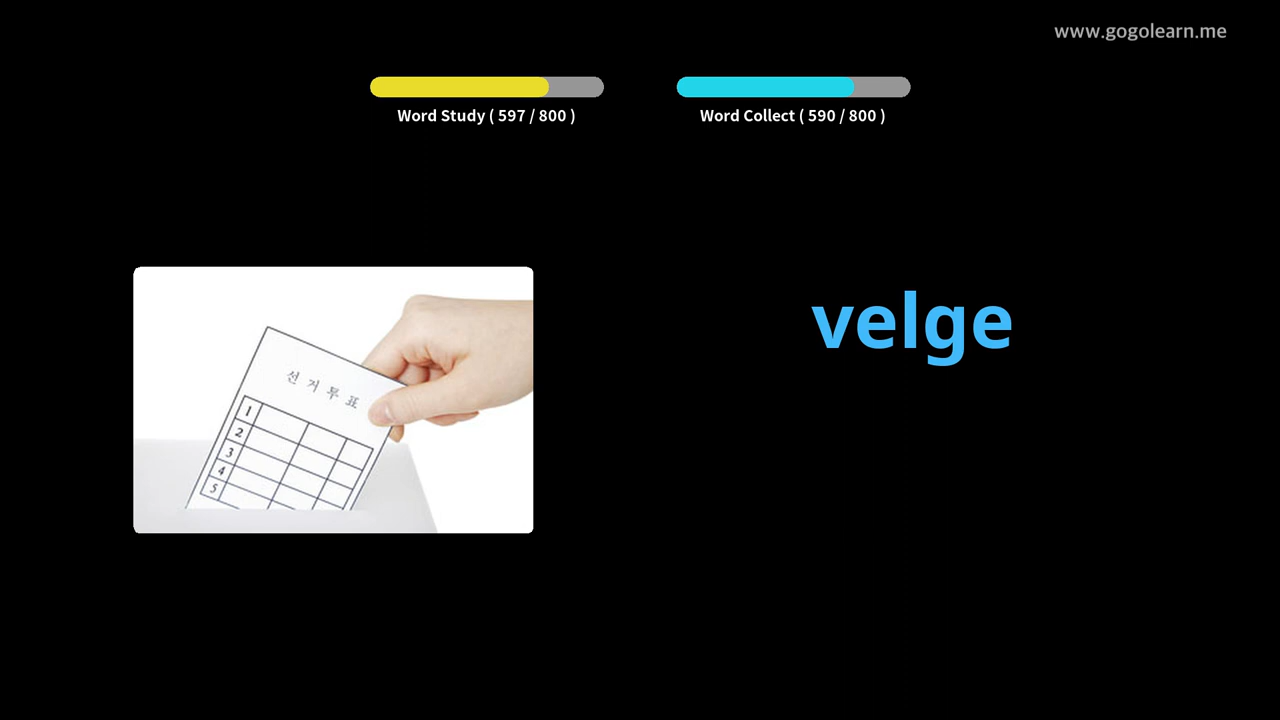 www.gogolearn.me
Word Study ( 597 / 800 )
Word Collect ( 590 / 800 )
velge
선거투표
1
2
3
4
5